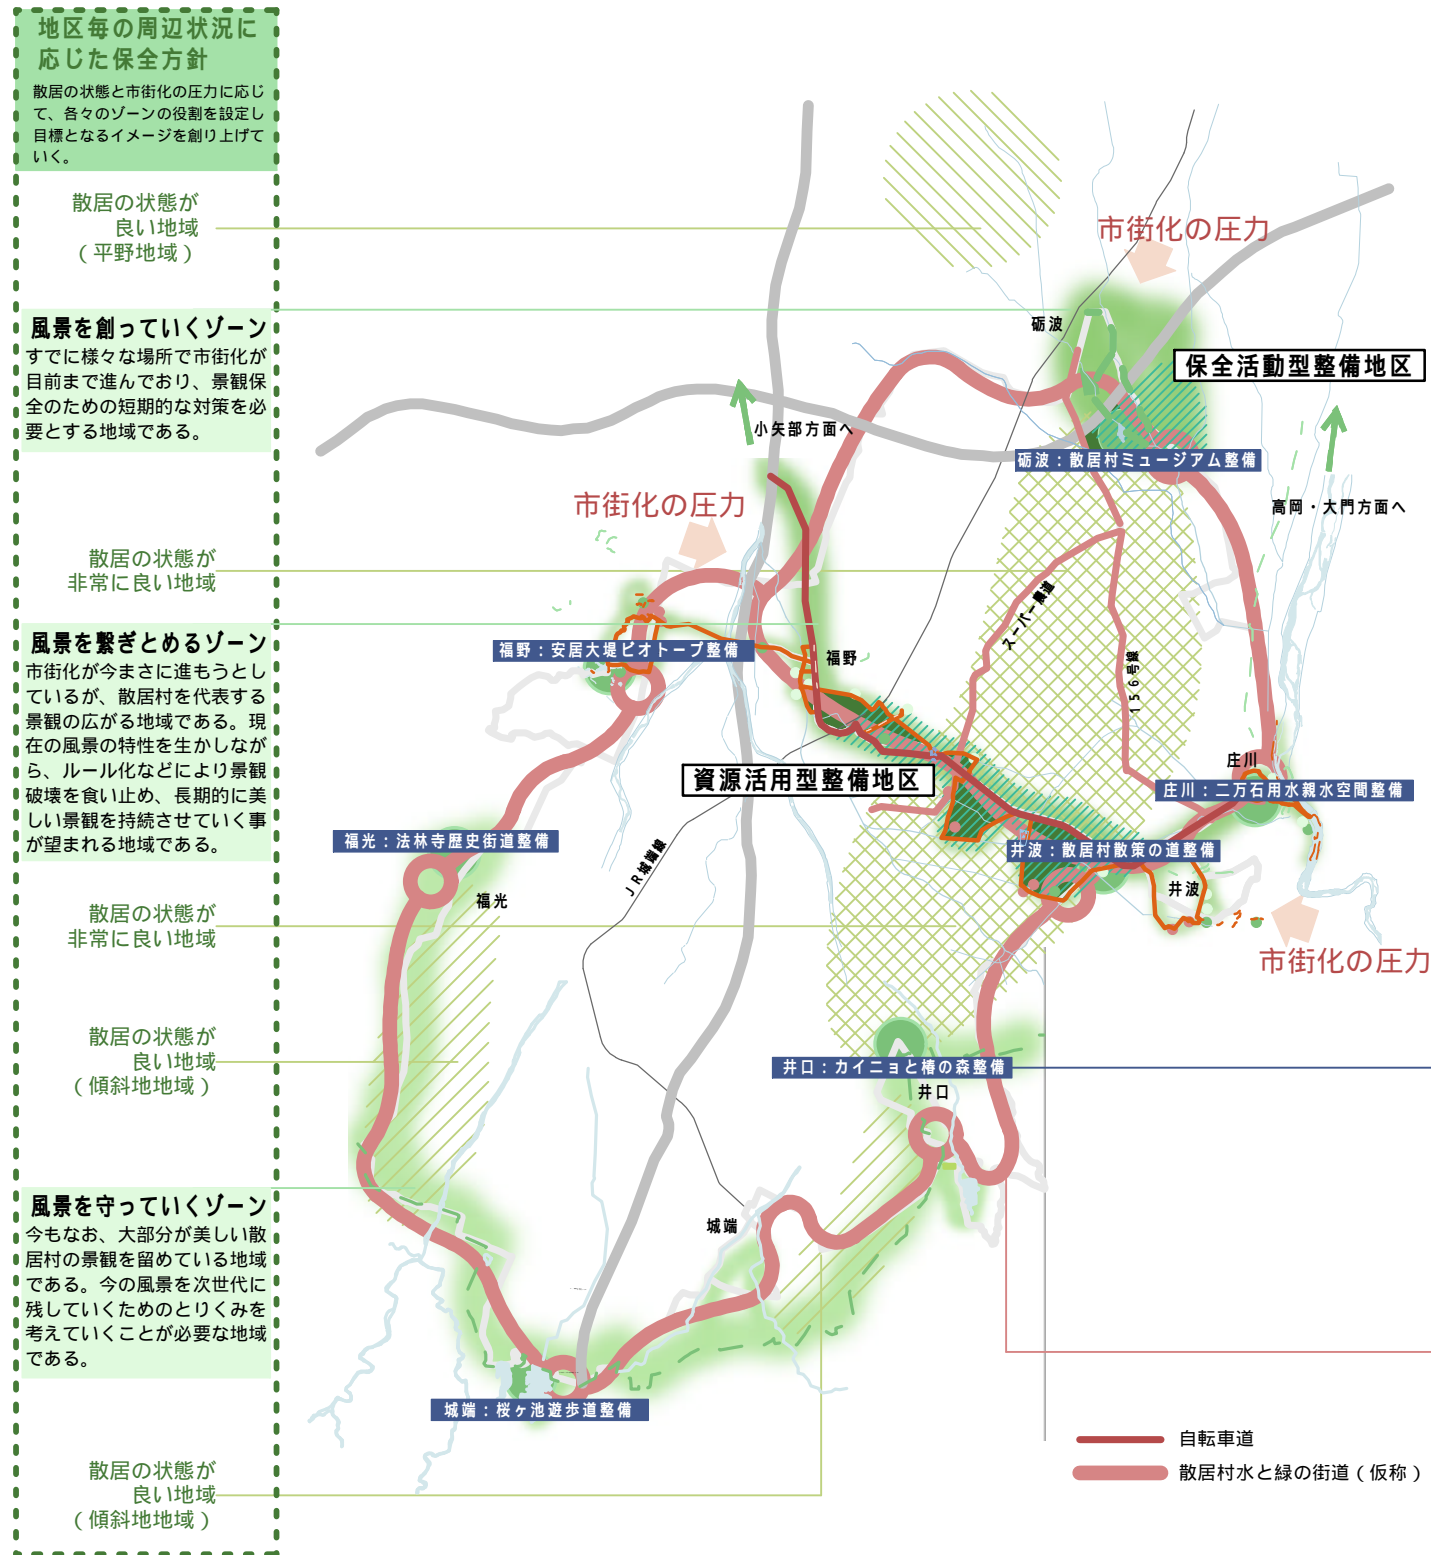 地区毎の周辺状況に
応じた保全方針
散居の状態と市街化の圧力に応じ
て、各々のゾーンの役割を設定し
目標となるイメージを創り上げて
いく。
散居の状態が
良い地域
(平野地域)
風景を創っていくゾーン
すでに様々な場所で市街化が
目前まで進んでおり、景観保
全のための短期的な対策を必
要とする地域である。
散居の状態が
非常に良い地域
風景を繋ぎとめるゾーン
市街化が今まさに進もうとし
ているが、散居村を代表する
景観の広がる地域である。現
在の風景の特性を生かしなが
ら、ルール化などにより景観
破壊を食い止め、長期的に美
しい景観を持続させていく事
が望まれる地域である。
散居の状態が
非常に良い地域
散居の状態が
良い地域
(傾斜地地域)
風景を守っていくゾーン
今もなお、大部分が美しい散
居村の景観を留めている地域
である。今の風景を次世代に
残していくためのとりくみを
考えていくことが必要な地域
である。
散居の状態が
良い地域
(傾斜地地域)
市街化の圧力
砺波
保全活動型整備地区
小矢部方面へ
砺波:散居村ミュージアム整備
市街化の圧力
高岡・大門方面へ
スーパー農道
福野:安居大堤ビオトープ整備
福野
156号線
庄川
資源活用型整備地区
庄川:二万石用水親水空間整備
福光:法林寺歴史街道整備
JR城端線
井波:散居村散策の道整備
井波
福光
市街化の圧力
井口:カイニョと椿の森整備
井口
城端
城端:桜ヶ池遊歩道整備
自転車道
散居村水と緑の街道(仮称)